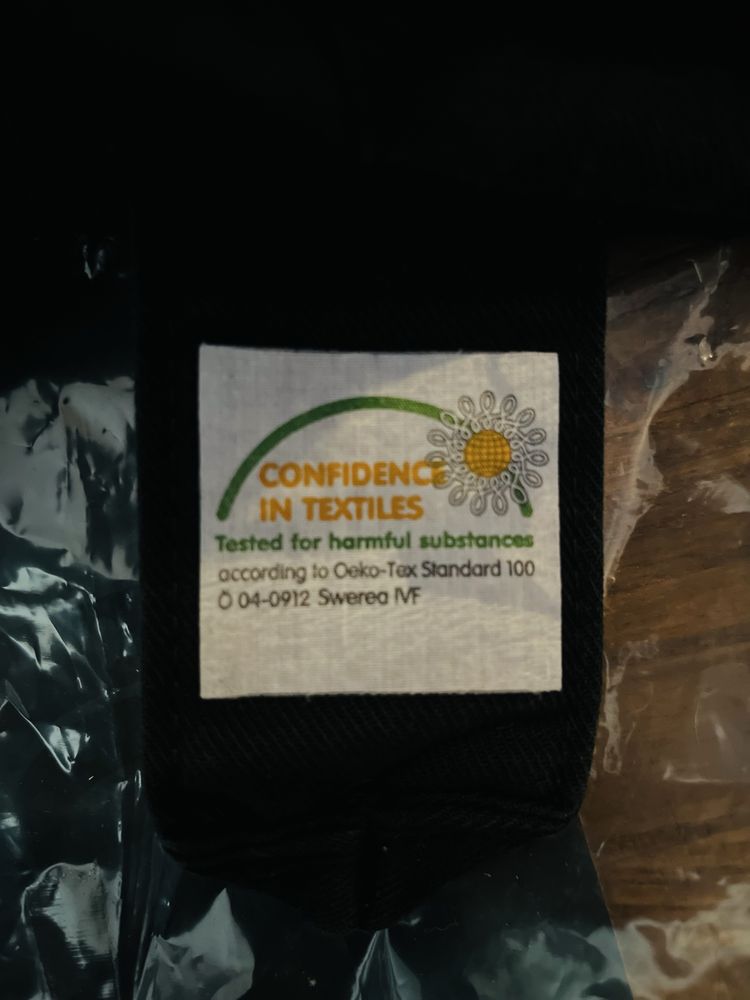 CONFIDENCE
IN TEXTILES
Tested for harmful substances
according to Oeko-Tex Standard 100
Ö 04-0912 Swerea IVF